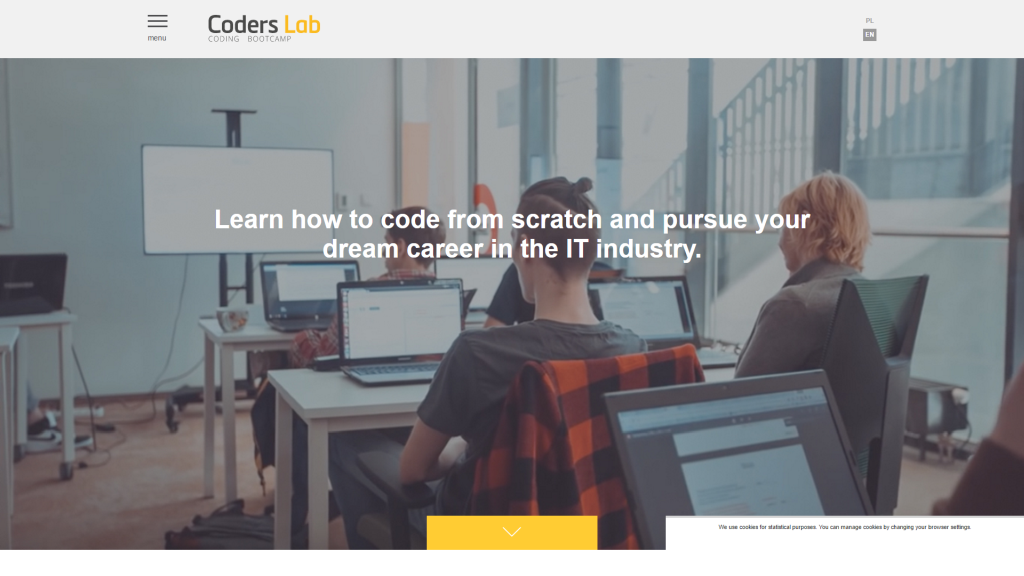 menu
Coders Lab
CODING BOOTCAMP
PL
EN
Learn how to code from scratch and pursue your
dream career in the IT industry.
We use cookies for statistical purposes. You can manage cookies by changing your browser settings.